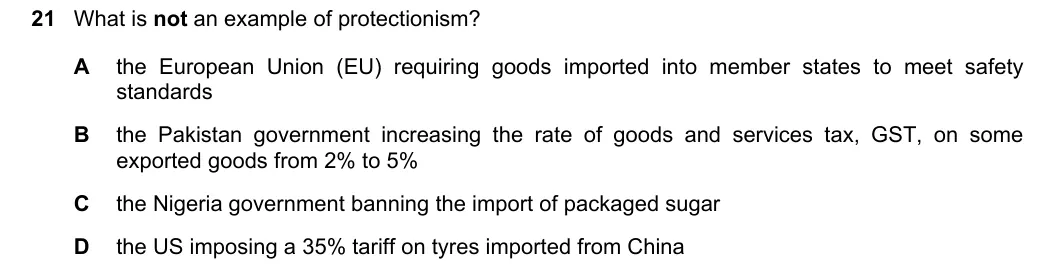 21 What is not an example of protectionism?
A the European Union (EU) requiring goods imported into member states to meet safety
standards
B the Pakistan government increasing the rate of goods and services tax, GST, on some
exported goods from 2% to 5%
C the Nigeria government banning the import of packaged sugar
D the US imposing a 35% tariff on tyres imported from China